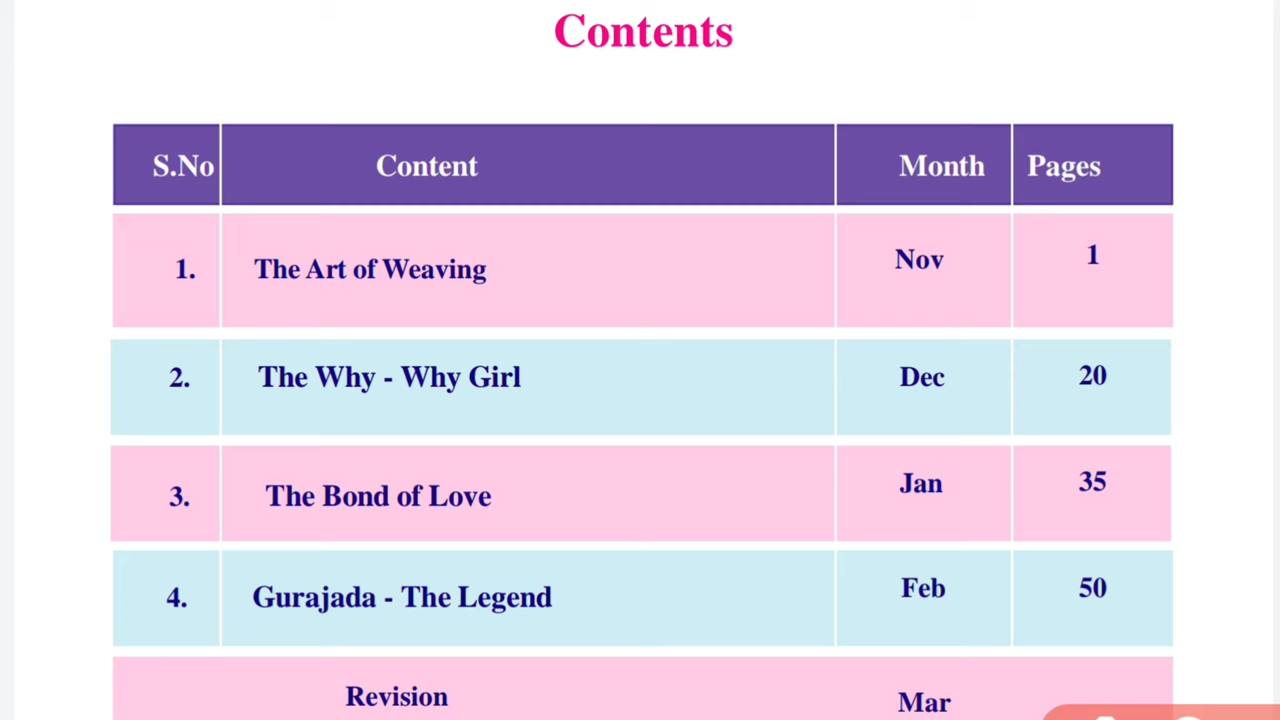 Contents
S.No Content Month Pages
1. The Art of Weaving Nov 1
2. The Why - Why Girl Dec 20
3. The Bond of Love Jan 35
4. Gurajada - The Legend Feb 50
Revision Mar